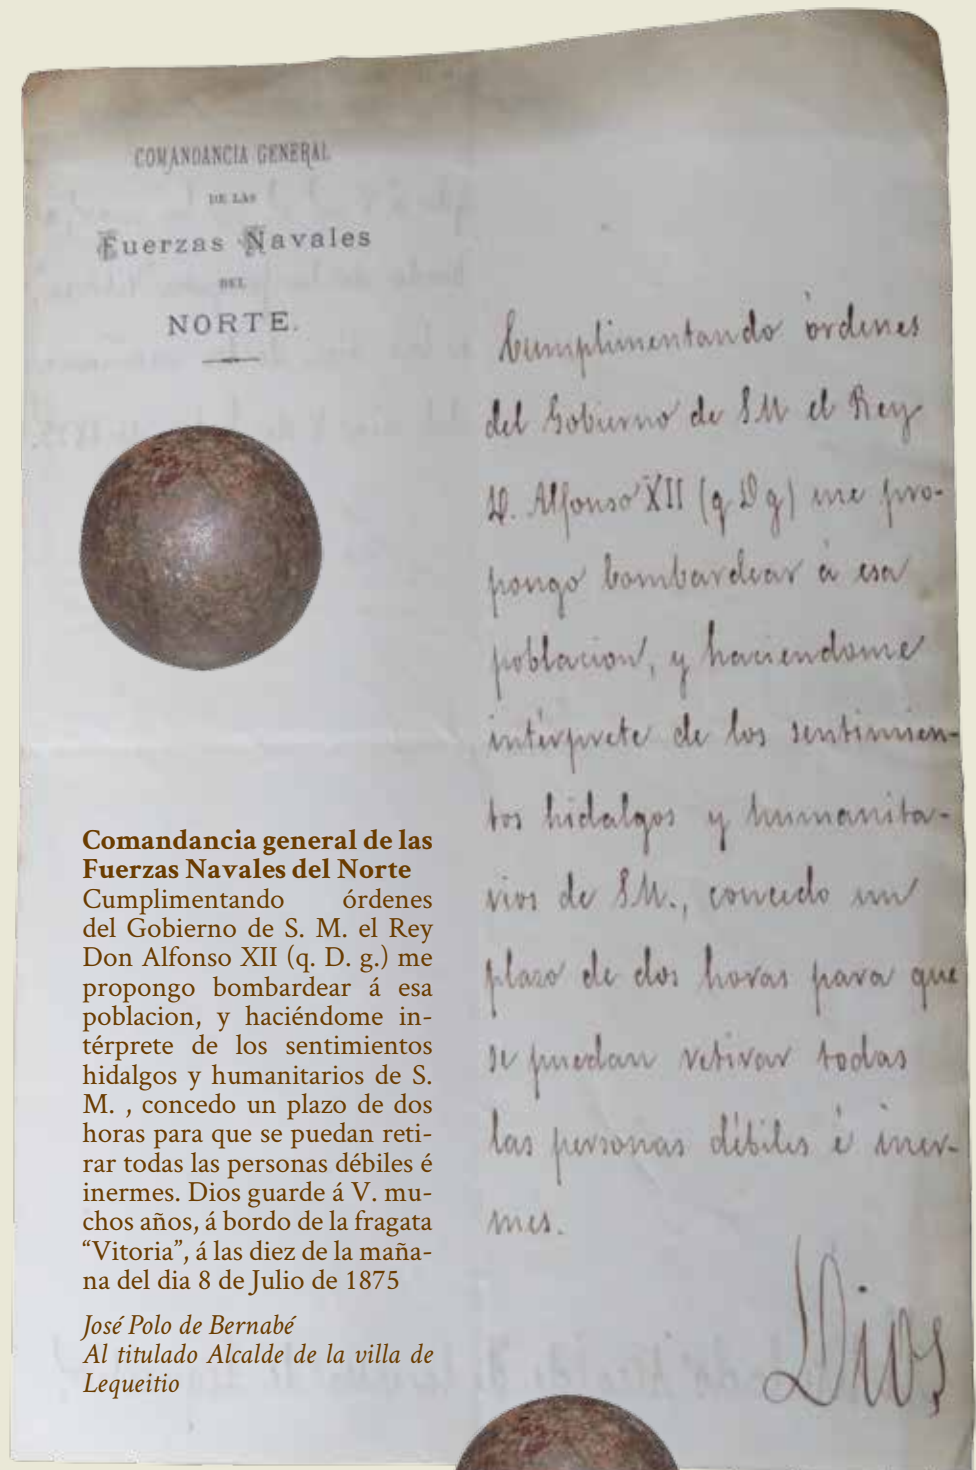 COMANDANCIA GENERAL
DE LAS
Fuerzas Navales
DEL
NORTE.
Cumplimentando órdenes
del Gobierno de S M el Rey
D. Alfonso XII (q D g) me pro-
pongo bombardear á esa
poblacion, y haciendome
intérprete de los sentimien-
tos hidalgos y humanita-
rios de S M., concedo un
plazo de dos horas para que
se puedan retirar todas
las personas débiles é iner-
mes.
Dios
Comandancia general de las
Fuerzas Navales del Norte
Cumplimentando órdenes
del Gobierno de S. M. el Rey
Don Alfonso XII (q. D. g.) me
propongo bombardear á esa
poblacion, y haciéndome in-
térprete de los sentimientos
hidalgos y humanitarios de S.
M. , concedo un plazo de dos
horas para que se puedan reti-
rar todas las personas débiles é
inermes. Dios guarde á V. mu-
chos años, á bordo de la fragata
“Vitoria”, á las diez de la maña-
na del dia 8 de Julio de 1875
José Polo de Bernabé
Al titulado Alcalde de la villa de
Lequeitio